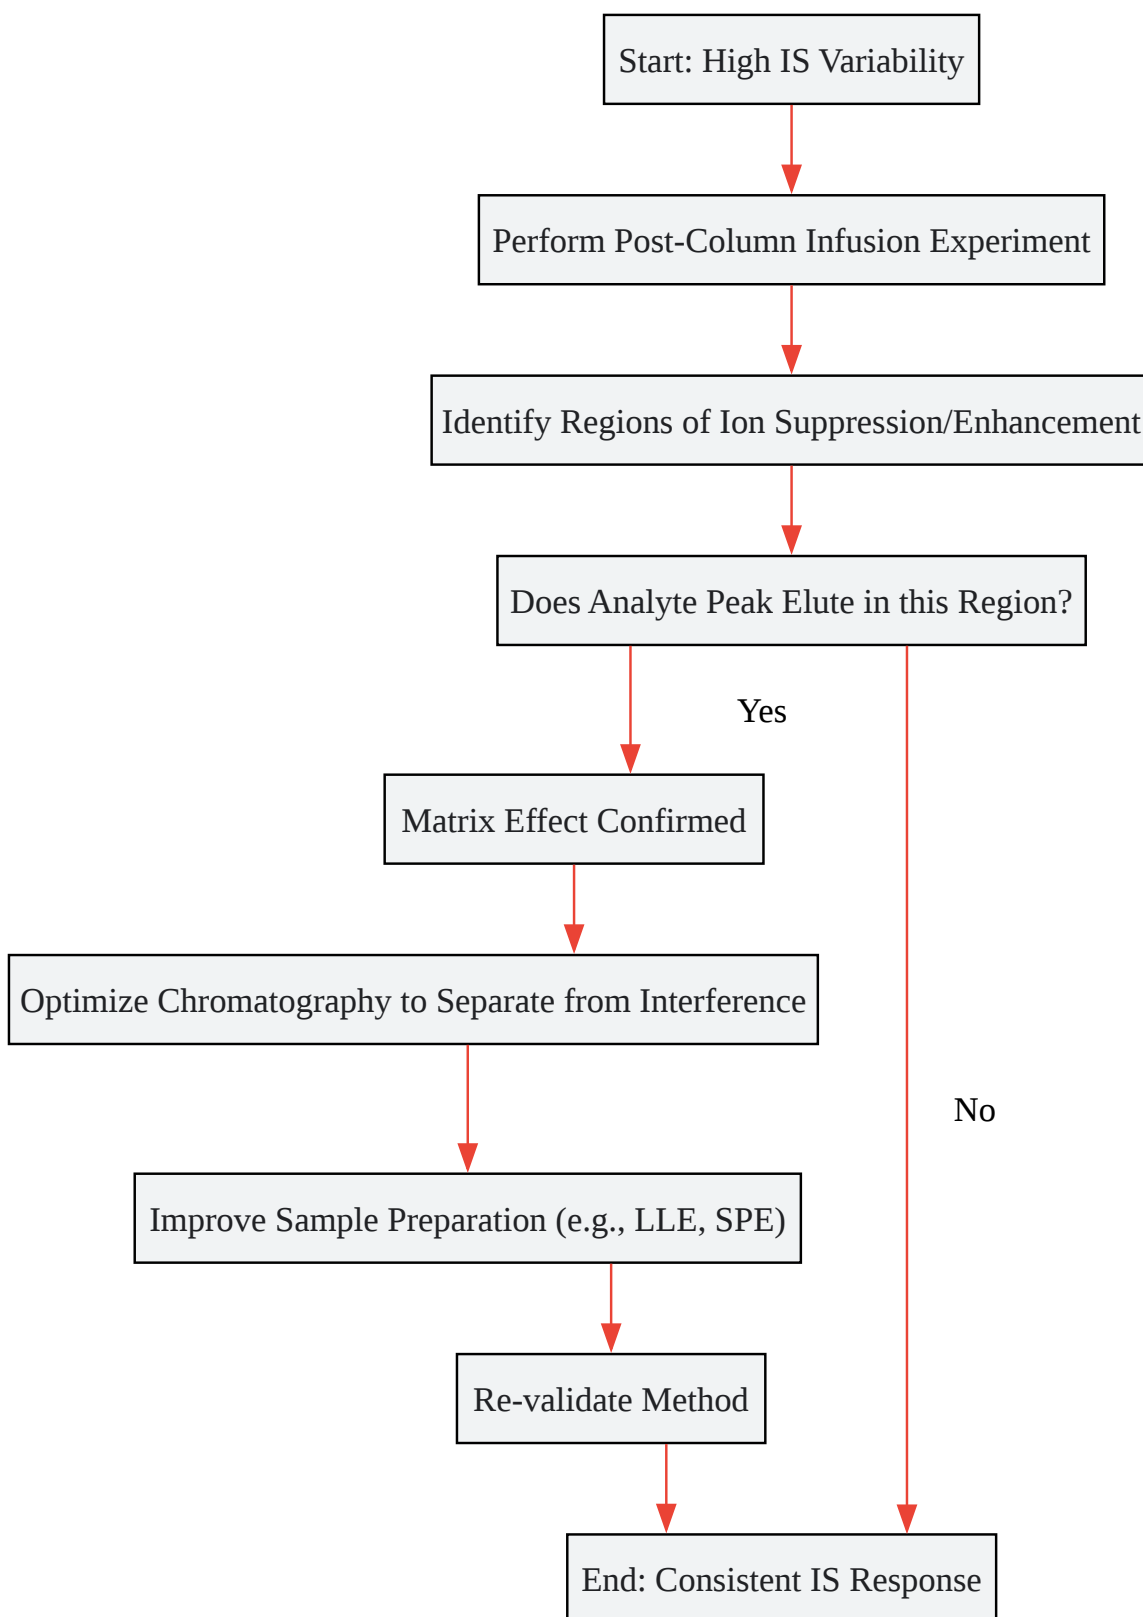 Start: High IS Variability
Perform Post-Column Infusion Experiment
Identify Regions of Ion Suppression/Enhancement
Does Analyte Peak Elute in this Region?
Yes
Matrix Effect Confirmed
Optimize Chromatography to Separate from Interference
No
Improve Sample Preparation (e.g., LLE, SPE)
Re-validate Method
End: Consistent IS Response